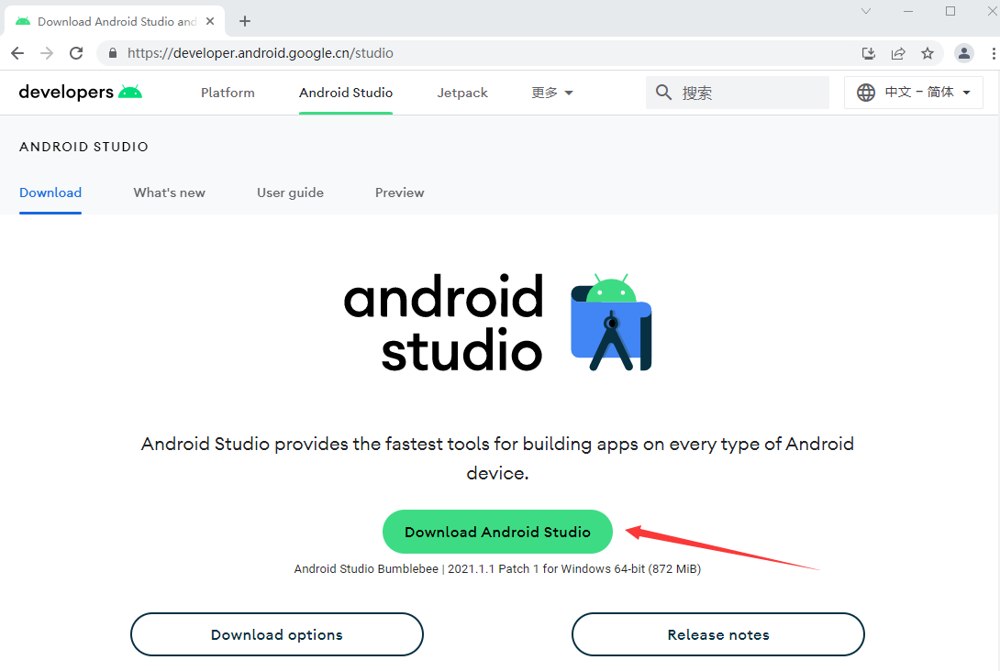 Download Android Studio and
https://developer.android.google.cn/studio
developers
Platform
Android Studio
Jetpack
更多
搜索
中文 – 简体
ANDROID STUDIO
Download
What's new
User guide
Preview
android
studio
Android Studio provides the fastest tools for building apps on every type of Android
device.
Download Android Studio
Android Studio Bumblebee | 2021.1.1 Patch 1 for Windows 64-bit (872 MiB)
Download options
Release notes